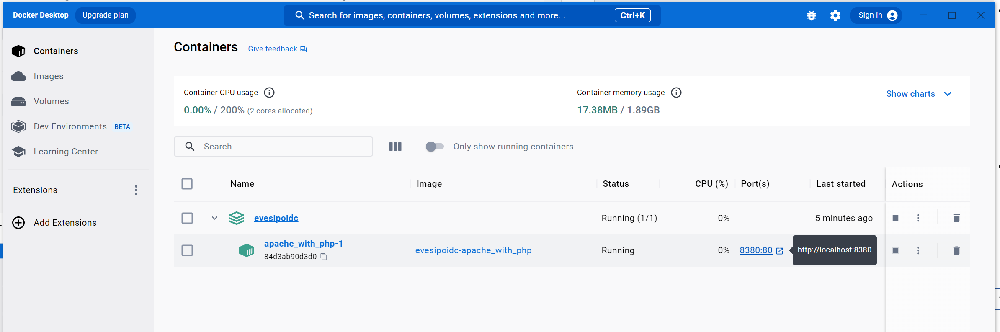 Docker Desktop Upgrade plan Search for images, containers, volumes, extensions and more... Ctrl+K Sign in
Containers
Images
Volumes
Dev Environments BETA
Learning Center
Extensions
Add Extensions
Containers Give feedback
Container CPU usage
0.00% / 200% (2 cores allocated)
Container memory usage
17.38MB / 1.89GB
Show charts
Search
Only show running containers
Name Image Status CPU (%) Port(s) Last started Actions
evesipoidc Running (1/1) 0% 5 minutes ago
apache_with_php-1 evesipoidc-apache_with_php Running 0% 8380:80 http://localhost:8380
84d3ab90d3d0